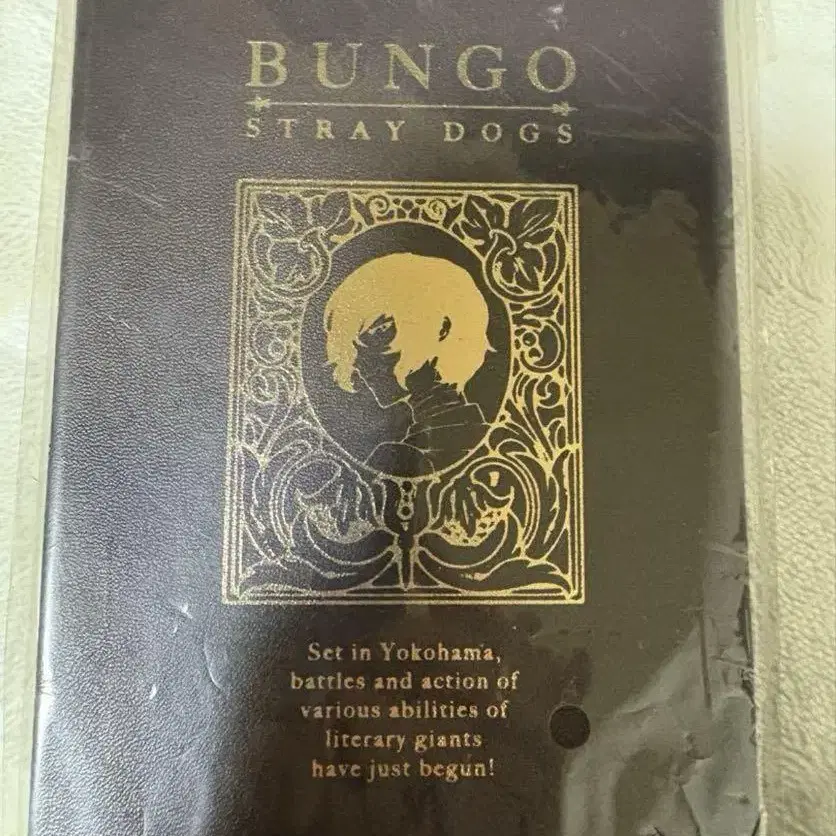 BUNGO
STRAY DOGS
Set in Yokohama,
battles and action of
various abilities of
literary giants
have just begun!